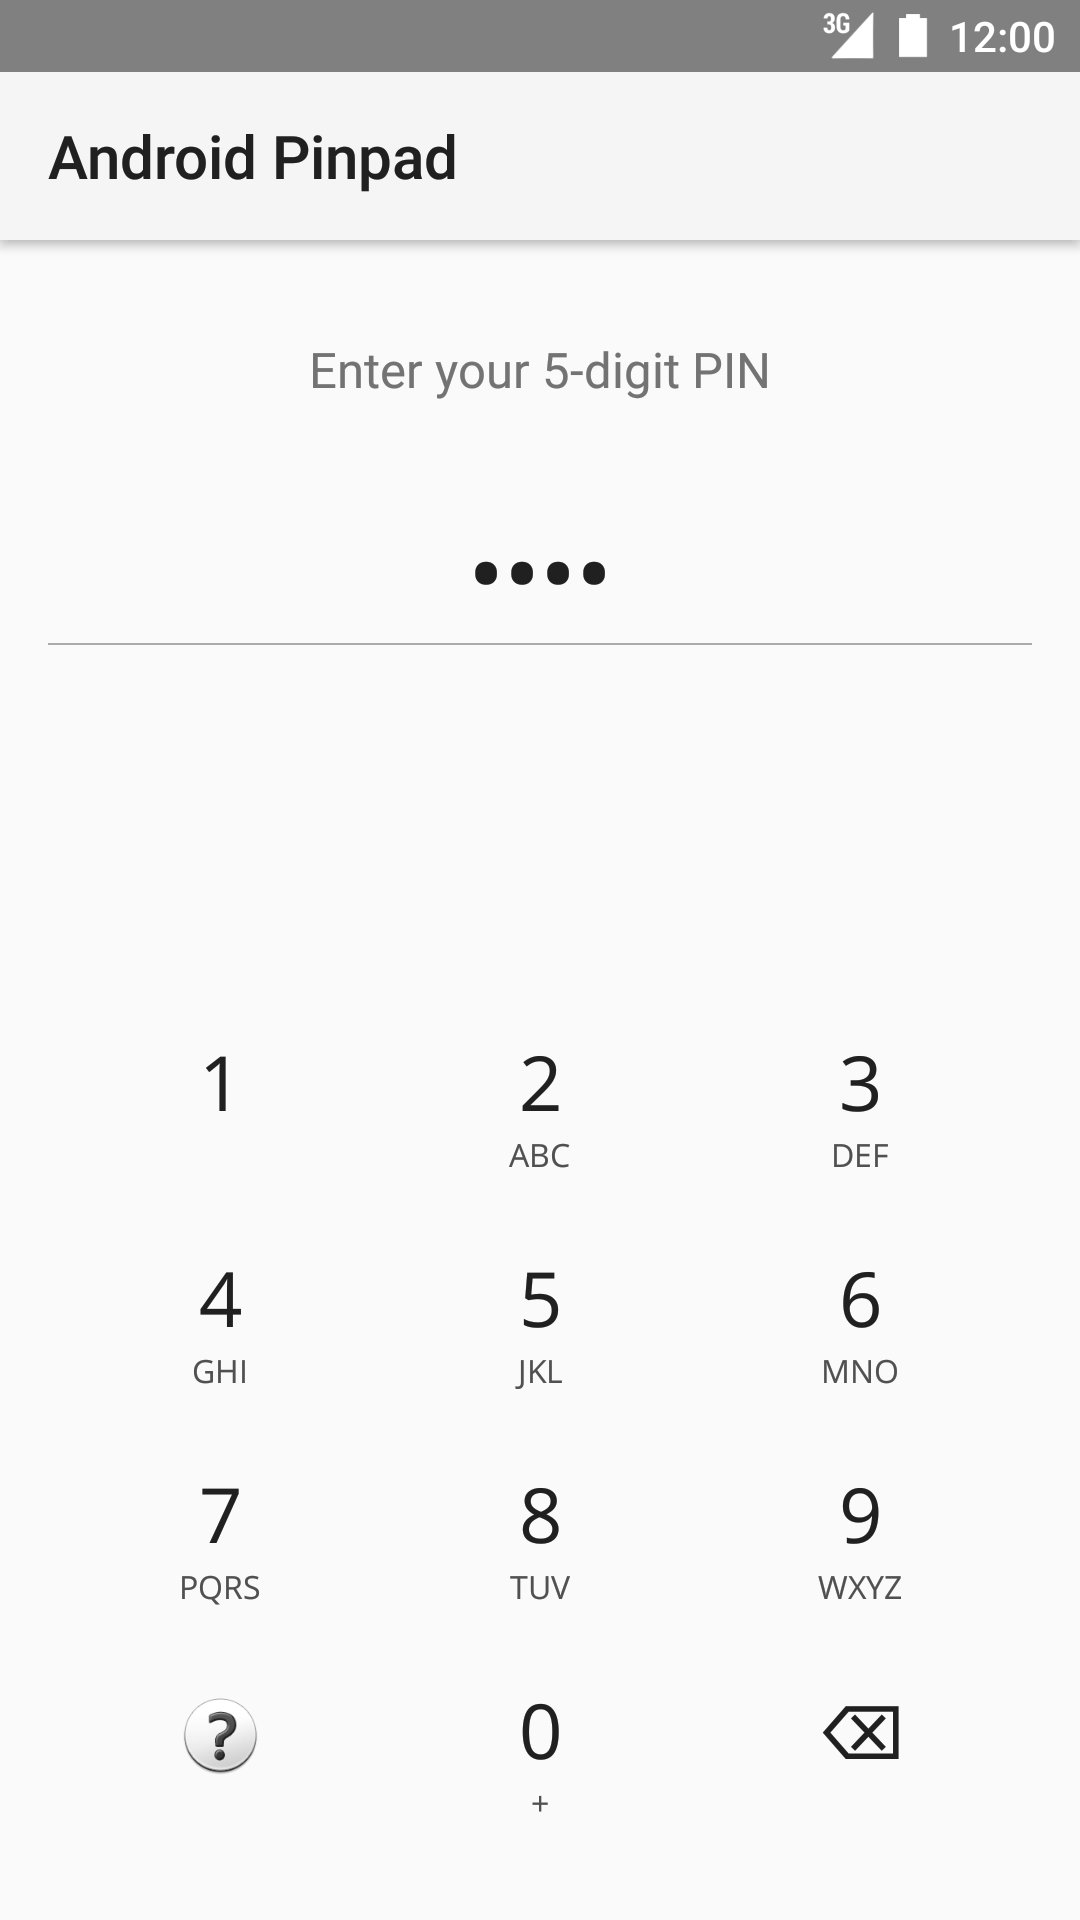 3G 12:00
Android Pinpad
Enter your 5-digit PIN
••••
1 2 3
ABC DEF
4 5 6
GHI JKL MNO
7 8 9
PQRS TUV WXYZ
? 0
+